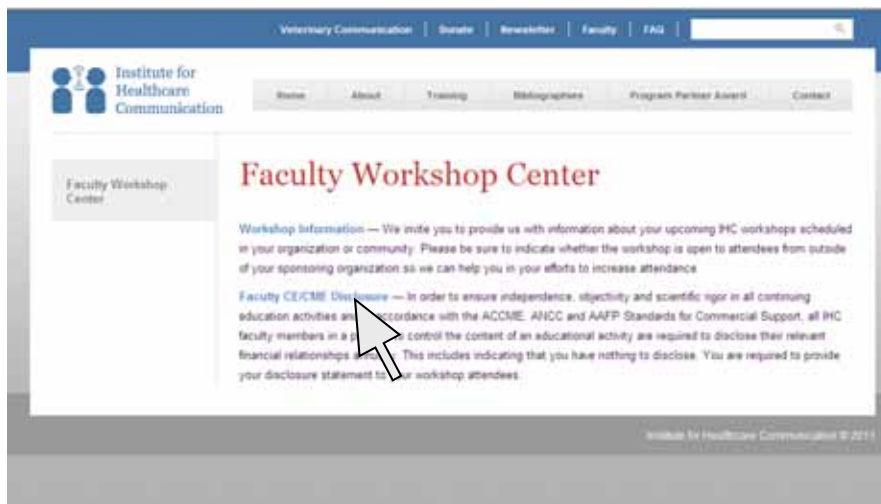 Veterinary Communication | Donate | Newsletter | Faculty | FAQ |
Institute for
Healthcare
Communication
Home About Training Bibliographies Program Partner Award Contact
Faculty Workshop
Center
Faculty Workshop Center
Workshop Information — We invite you to provide us with information about your upcoming IHC workshops scheduled
in your organization or community. Please be sure to indicate whether the workshop is open to attendees from outside
of your sponsoring organization so we can help you in your efforts to increase attendance.
Faculty CE/CME Disclosure — In order to ensure independence, objectivity and scientific rigor in all continuing
education activities and accordance with the ACCME, ANCC and AAFP Standards for Commercial Support, all IHC
faculty members in a control the content of an educational activity are required to disclose their relevant
financial relationships This includes indicating that you have nothing to disclose. You are required to provide
your disclosure statement to workshop attendees.
Institute for Healthcare Communication © 2011